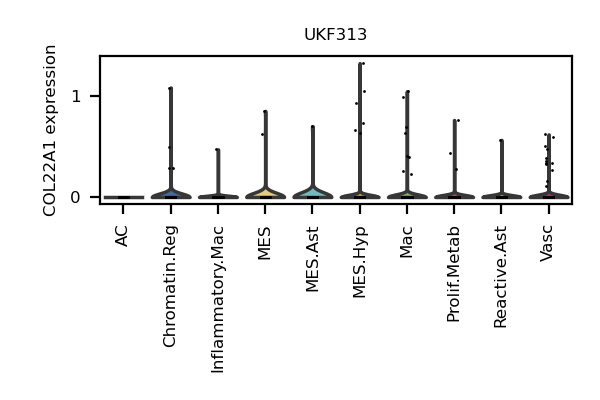 UKF313
COL22A1 expression
1
0
AC
Chromatin.Reg
Inflammatory.Mac
MES
MES.Ast
MES.Hyp
Mac
Prolif.Metab
Reactive.Ast
Vasc